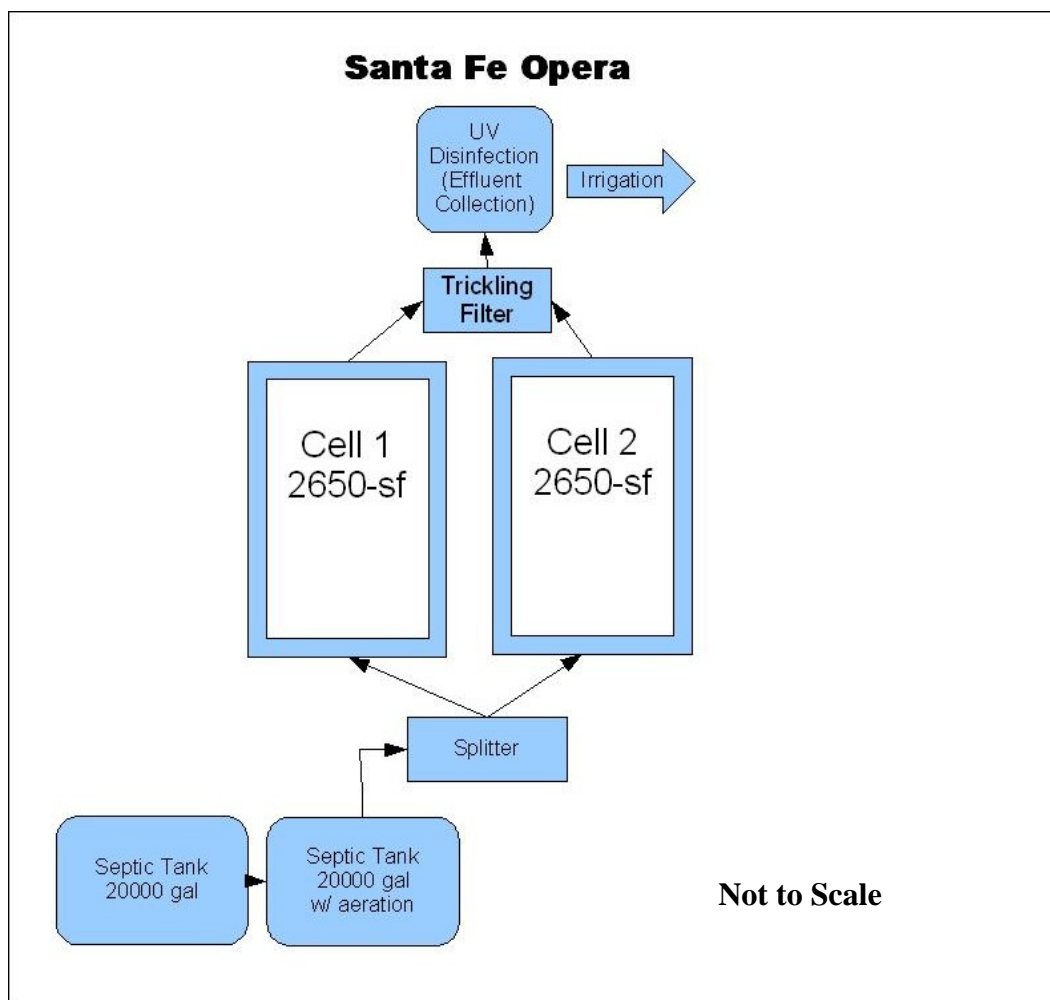 Santa Fe Opera
UV
Disinfection
(Effluent
Collection)
Irrigation
Trickling
Filter
Cell 1
2650-sf
Cell 2
2650-sf
Splitter
Septic Tank
20000 gal
Septic Tank
20000 gal
w/ aeration
Not to Scale